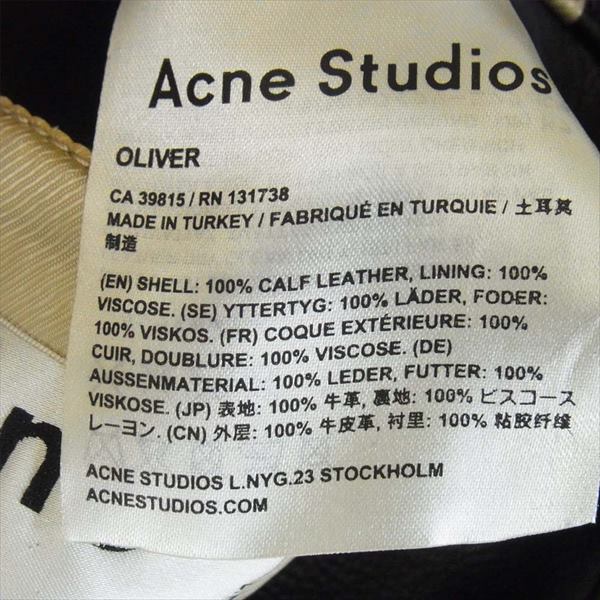 Acne Studios
OLIVER
CA 39815 / RN 131738
MADE IN TURKEY / FABRIQUÉ EN TURQUIE / 土耳其
制造
(EN) SHELL: 100% CALF LEATHER, LINING: 100%
VISCOSE. (SE) YTTERTYG: 100% LÄDER, FODER:
100% VISKOS. (FR) COQUE EXTÉRIEURE: 100%
CUIR, DOUBLURE: 100% VISCOSE. (DE)
AUSSENMATERIAL: 100% LEDER, FUTTER: 100%
VISKOSE. (JP) 表地: 100% 牛革, 裏地: 100% ビスコース
レーヨン. (CN) 外层: 100% 牛皮革, 衬里: 100% 粘胶纤维
ACNE STUDIOS L.NYG.23 STOCKHOLM
ACNESTUDIOS.COM
n